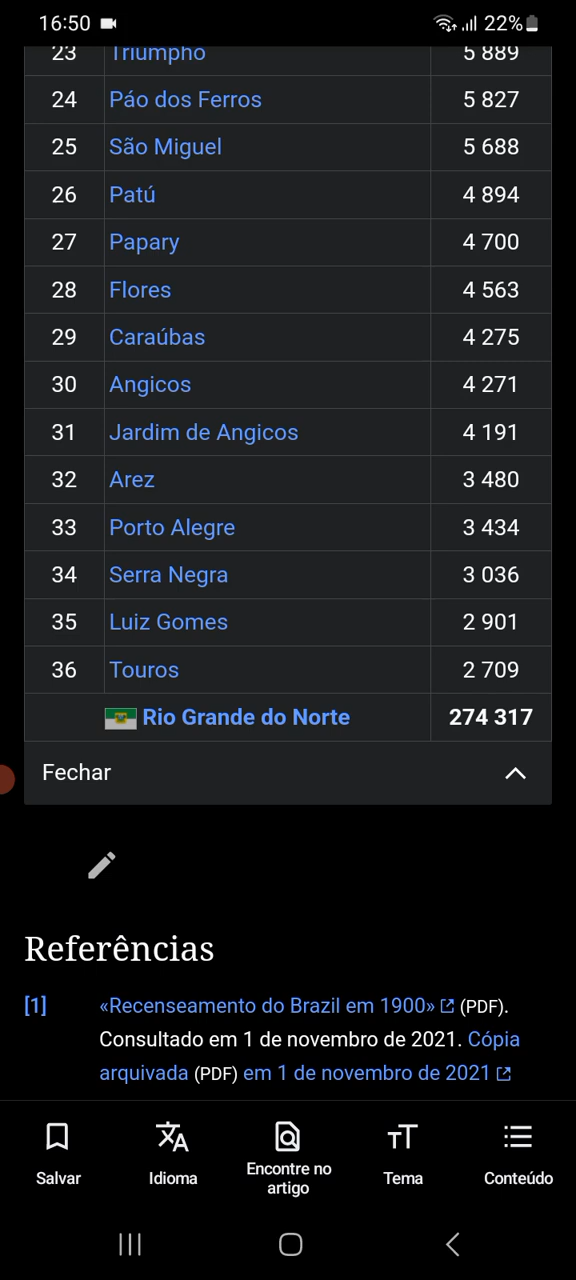 16:50 22%
23 Triumpho 5 889
24 Páo dos Ferros 5 827
25 São Miguel 5 688
26 Patú 4 894
27 Papary 4 700
28 Flores 4 563
29 Caraúbas 4 275
30 Angicos 4 271
31 Jardim de Angicos 4 191
32 Arez 3 480
33 Porto Alegre 3 434
34 Serra Negra 3 036
35 Luiz Gomes 2 901
36 Touros 2 709
Rio Grande do Norte 274 317
Fechar
Referências
[1] «Recenseamento do Brazil em 1900» (PDF).
Consultado em 1 de novembro de 2021. Cópia
arquivada (PDF) em 1 de novembro de 2021
Salvar Idioma Encontre no Tema Conteúdo
artigo